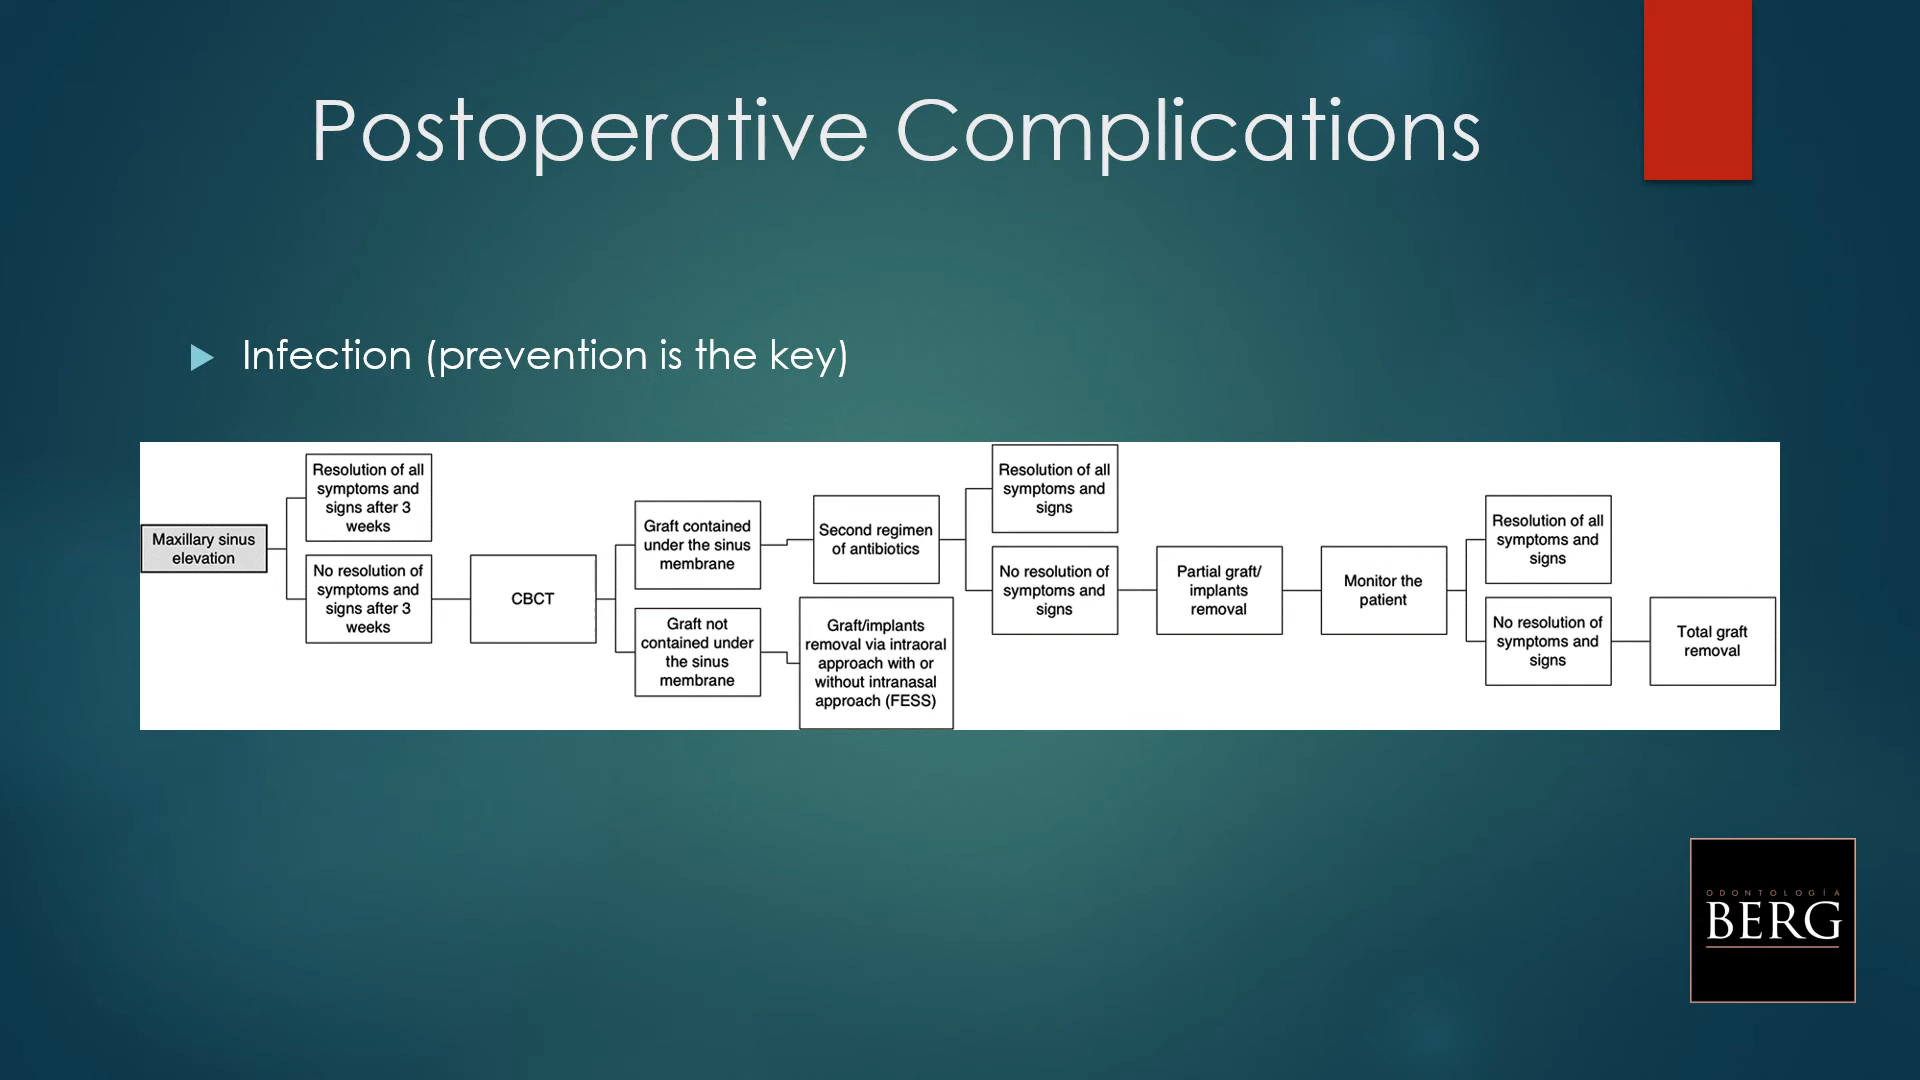 Postoperative Complications
Infection (prevention is the key)
Maxillary sinus
elevation
Resolution of all
symptoms and
signs after 3
weeks
No resolution of
symptoms and
signs after 3
weeks
CBCT
Graft contained
under the sinus
membrane
Graft not
contained under
the sinus
membrane
Second regimen
of antibiotics
Graft/implants
removal via intraoral
approach with or
without intranasal
approach (FESS)
Resolution of all
symptoms and
signs
No resolution of
symptoms and
signs
Partial graft/
implants
removal
Monitor the
patient
Resolution of all
symptoms and
signs
No resolution of
symptoms and
signs
Total graft
removal
ODONTOLOGÍA
BERG